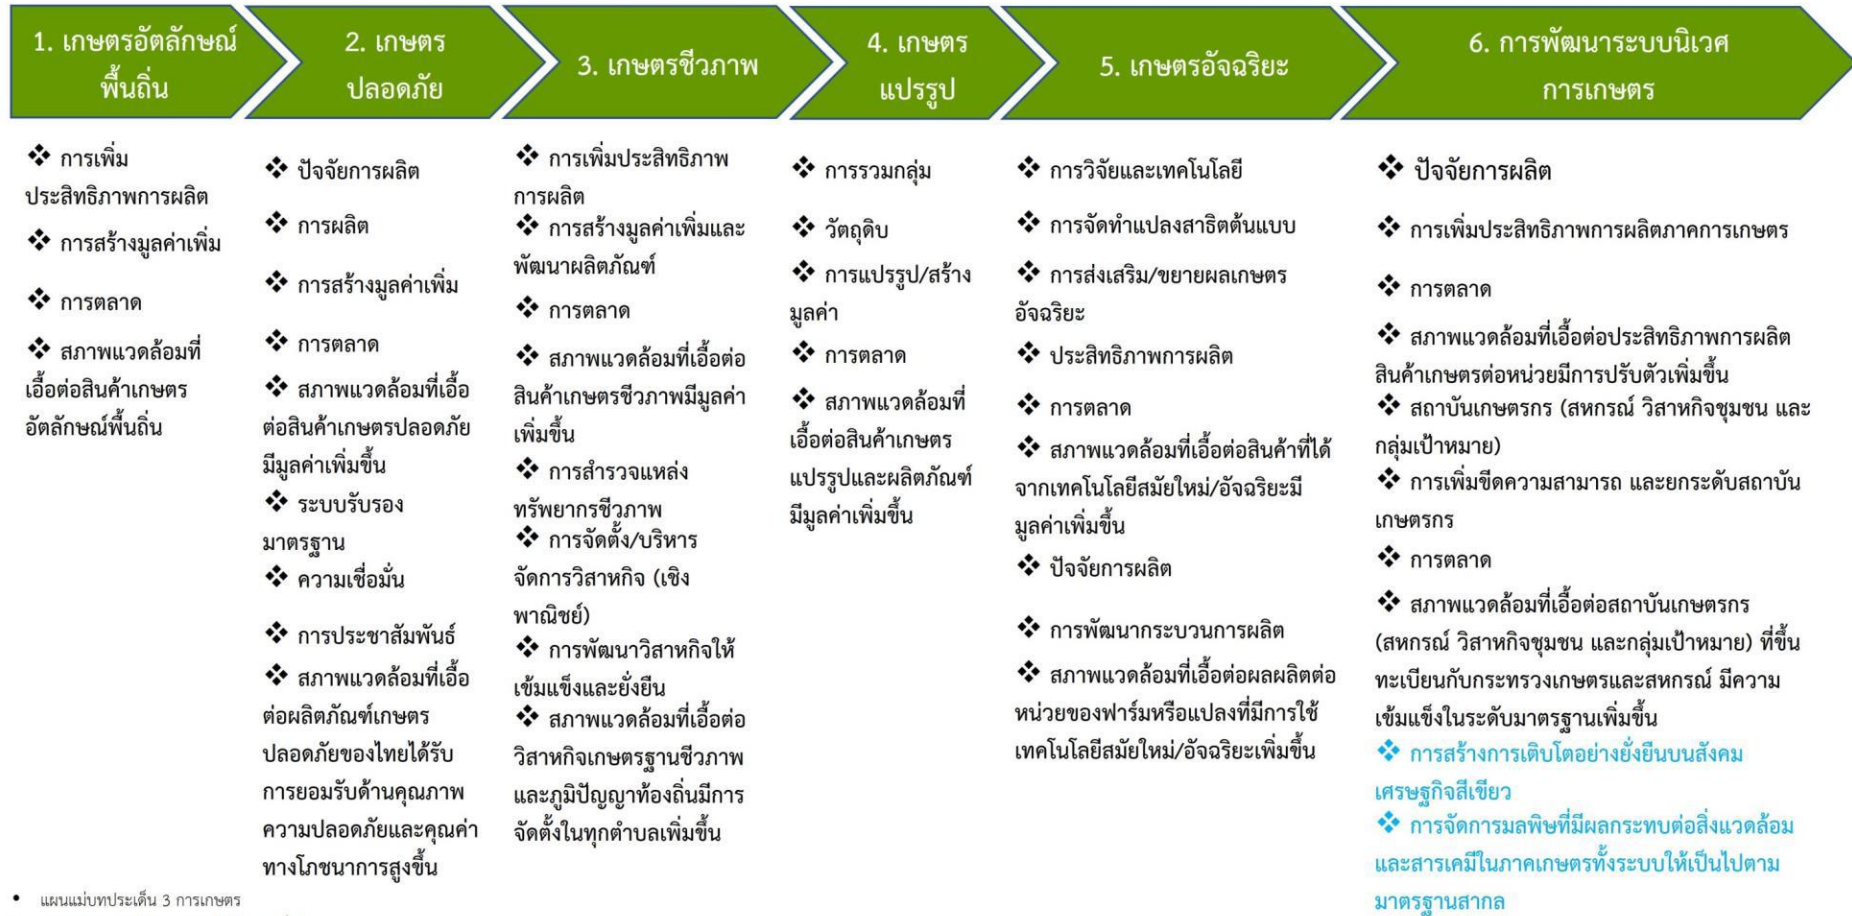 1. เกษตรอัตลักษณ์
พื้นถิ่น
2. เกษตร
ปลอดภัย
3. เกษตรชีวภาพ
4. เกษตร
แปรรูป
5. เกษตรอัจฉริยะ
6. การพัฒนาระบบนิเวศ
การเกษตร
❖ การเพิ่ม
ประสิทธิภาพการผลิต
❖ การสร้างมูลค่าเพิ่ม
❖ การตลาด
❖ สภาพแวดล้อมที่
เอื้อต่อสินค้าเกษตร
อัตลักษณ์พื้นถิ่น
❖ ปัจจัยการผลิต
❖ การผลิต
❖ การสร้างมูลค่าเพิ่ม
❖ การตลาด
❖ สภาพแวดล้อมที่เอื้อ
ต่อสินค้าเกษตรปลอดภัย
มีมูลค่าเพิ่มขึ้น
❖ ระบบรับรอง
มาตรฐาน
❖ ความเชื่อมั่น
❖ การประชาสัมพันธ์
❖ สภาพแวดล้อมที่เอื้อ
ต่อผลิตภัณฑ์เกษตร
ปลอดภัยของไทยได้รับ
การยอมรับด้านคุณภาพ
ความปลอดภัยและคุณค่า
ทางโภชนาการสูงขึ้น
❖ การเพิ่มประสิทธิภาพ
การผลิต
❖ การสร้างมูลค่าเพิ่มและ
พัฒนาผลิตภัณฑ์
❖ การตลาด
❖ สภาพแวดล้อมที่เอื้อต่อ
สินค้าเกษตรชีวภาพมีมูลค่า
เพิ่มขึ้น
❖ การสำรวจแหล่ง
ทรัพยากรชีวภาพ
❖ การจัดตั้ง/บริหาร
จัดการวิสาหกิจ (เชิง
พาณิชย์)
❖ การพัฒนาวิสาหกิจให้
เข้มแข็งและยั่งยืน
❖ สภาพแวดล้อมที่เอื้อต่อ
วิสาหกิจเกษตรฐานชีวภาพ
และภูมิปัญญาท้องถิ่นมีการ
จัดตั้งในทุกตำบลเพิ่มขึ้น
❖ การรวมกลุ่ม
❖ วัตถุดิบ
❖ การแปรรูป/สร้าง
มูลค่า
❖ การตลาด
❖ สภาพแวดล้อมที่
เอื้อต่อสินค้าเกษตร
แปรรูปและผลิตภัณฑ์
มีมูลค่าเพิ่มขึ้น
❖ การวิจัยและเทคโนโลยี
❖ การจัดทำแปลงสาธิตต้นแบบ
❖ การส่งเสริม/ขยายผลเกษตร
อัจฉริยะ
❖ ประสิทธิภาพการผลิต
❖ การตลาด
❖ สภาพแวดล้อมที่เอื้อต่อสินค้าที่ได้
จากเทคโนโลยีสมัยใหม่/อัจฉริยะมี
มูลค่าเพิ่มขึ้น
❖ ปัจจัยการผลิต
❖ การพัฒนากระบวนการผลิต
❖ สภาพแวดล้อมที่เอื้อต่อผลผลิตต่อ
หน่วยของฟาร์มหรือแปลงที่มีการใช้
เทคโนโลยีสมัยใหม่/อัจฉริยะเพิ่มขึ้น
❖ ปัจจัยการผลิต
❖ การเพิ่มประสิทธิภาพการผลิตภาคการเกษตร
❖ การตลาด
❖ สภาพแวดล้อมที่เอื้อต่อประสิทธิภาพการผลิต
สินค้าเกษตรต่อหน่วยมีการปรับตัวเพิ่มขึ้น
❖ สถาบันเกษตรกร (สหกรณ์ วิสาหกิจชุมชน และ
กลุ่มเป้าหมาย)
❖ การเพิ่มขีดความสามารถ และยกระดับสถาบัน
เกษตรกร
❖ การตลาด
❖ สภาพแวดล้อมที่เอื้อต่อสถาบันเกษตรกร
(สหกรณ์ วิสาหกิจชุมชน และกลุ่มเป้าหมาย) ที่ขึ้น
ทะเบียนกับกระทรวงเกษตรและสหกรณ์ มีความ
เข้มแข็งในระดับมาตรฐานเพิ่มขึ้น
❖ การสร้างการเติบโตอย่างยั่งยืนบนสังคม
เศรษฐกิจสีเขียว
❖ การจัดการมลพิษที่มีผลกระทบต่อสิ่งแวดล้อม
และสารเคมีในภาคเกษตรทั้งระบบให้เป็นไปตาม
มาตรฐานสากล
• แผนแม่บทประเด็น 3 การเกษตร